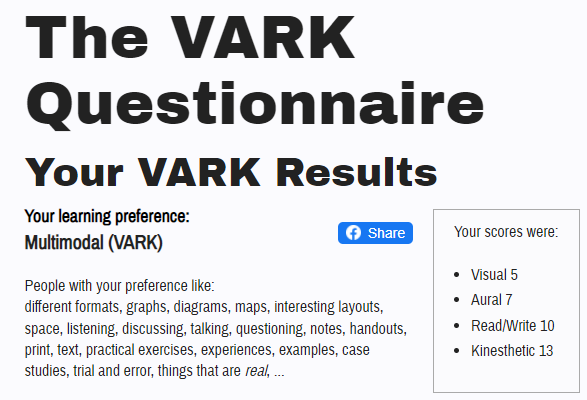 The VARK
Questionnaire
Your VARK Results
Your learning preference:
Multimodal (VARK)
Share
People with your preference like:
different formats, graphs, diagrams, maps, interesting layouts,
space, listening, discussing, talking, questioning, notes, handouts,
print, text, practical exercises, experiences, examples, case
studies, trial and error, things that are real, ...
Your scores were:
Visual 5
Aural 7
Read/Write 10
Kinesthetic 13